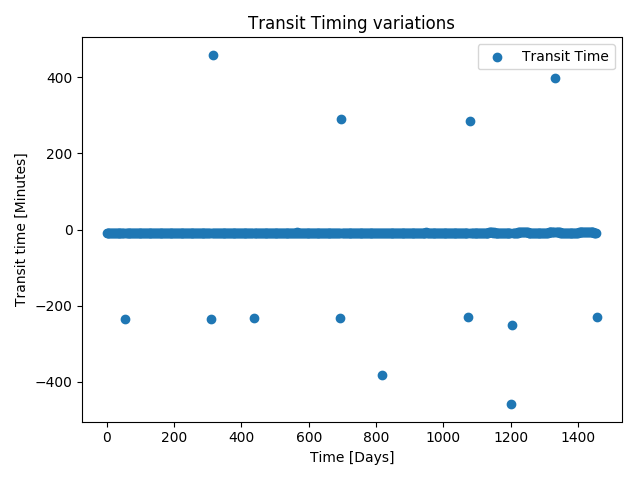 Transit Timing variations
Transit Time
Transit time [Minutes]
400
200
0
−200
−400
0 200 400 600 800 1000 1200 1400
Time [Days]